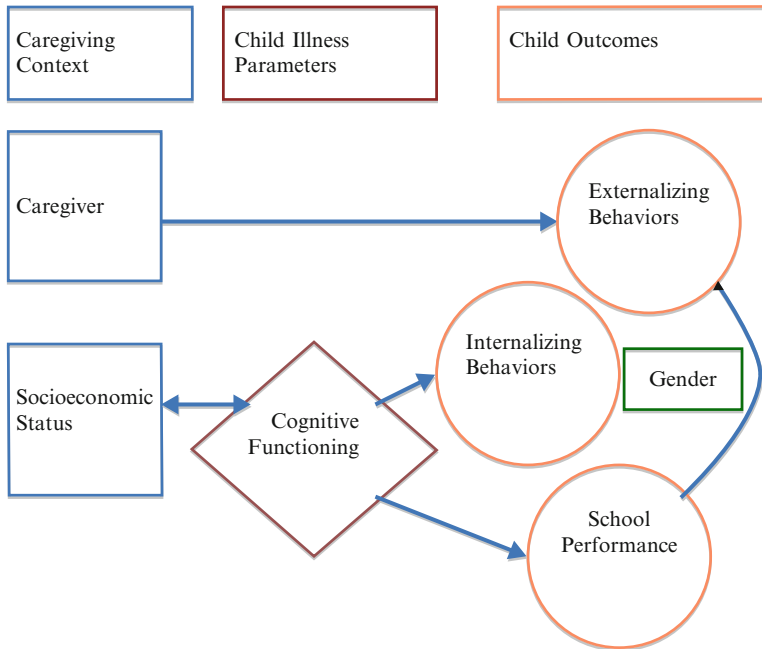 Caregiving
Context
Child Illness
Parameters
Child Outcomes
Caregiver
Externalizing
Behaviors
Internalizing
Behaviors
Gender
Socioeconomic
Status
Cognitive
Functioning
School
Performance